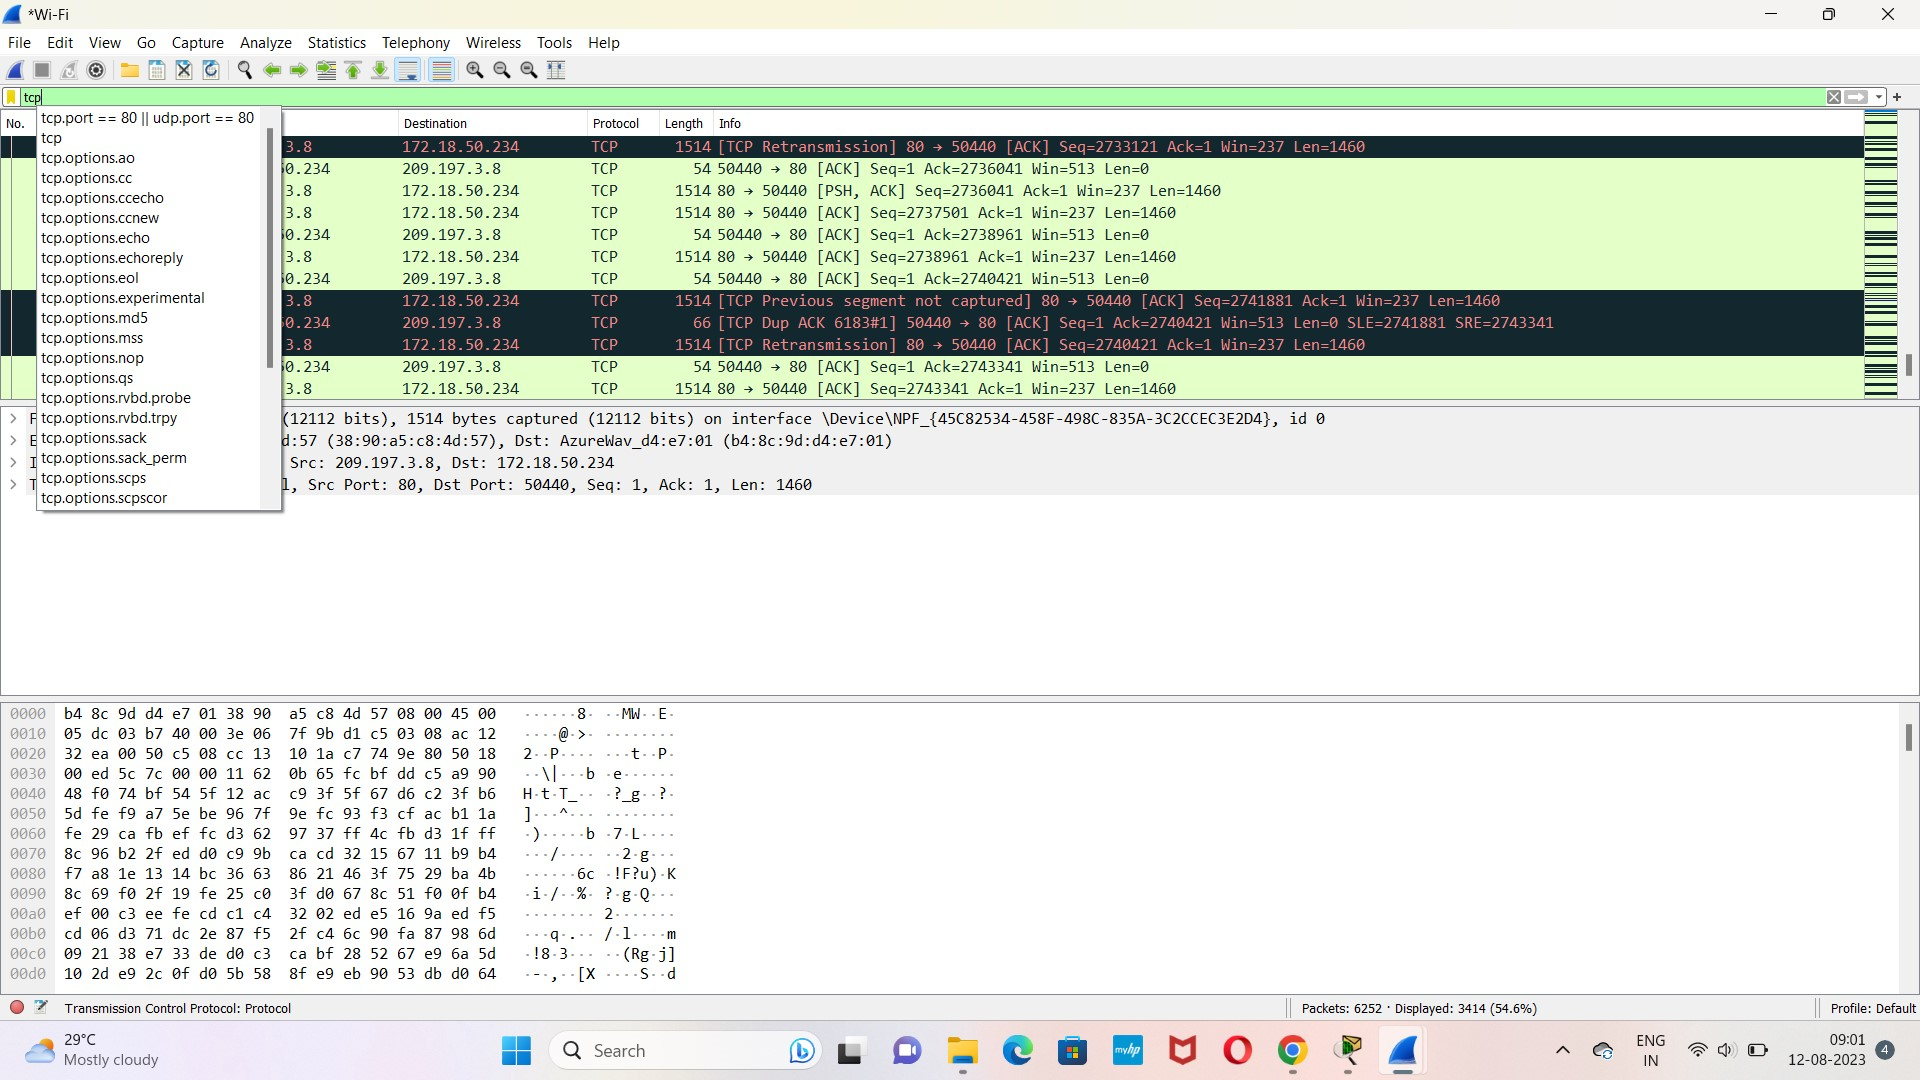 *Wi-Fi
File Edit View Go Capture Analyze Statistics Telephony Wireless Tools Help
tcp
No. Destination Protocol Length Info
tcp.port == 80 || udp.port == 80
tcp
tcp.options.ao
tcp.options.cc
tcp.options.ccecho
tcp.options.ccnew
tcp.options.echo
tcp.options.echoreply
tcp.options.eol
tcp.options.experimental
tcp.options.md5
tcp.options.mss
tcp.options.nop
tcp.options.qs
tcp.options.rvbd.probe
tcp.options.rvbd.trpy
tcp.options.sack
tcp.options.sack_perm
tcp.options.scps
tcp.options.scpscor
3.8 172.18.50.234 TCP 1514 [TCP Retransmission] 80 → 50440 [ACK] Seq=2733121 Ack=1 Win=237 Len=1460
0.234 209.197.3.8 TCP 54 50440 → 80 [ACK] Seq=1 Ack=2736041 Win=513 Len=0
3.8 172.18.50.234 TCP 1514 80 → 50440 [PSH, ACK] Seq=2736041 Ack=1 Win=237 Len=1460
3.8 172.18.50.234 TCP 1514 80 → 50440 [ACK] Seq=2737501 Ack=1 Win=237 Len=1460
0.234 209.197.3.8 TCP 54 50440 → 80 [ACK] Seq=1 Ack=2738961 Win=513 Len=0
3.8 172.18.50.234 TCP 1514 80 → 50440 [ACK] Seq=2738961 Ack=1 Win=237 Len=1460
0.234 209.197.3.8 TCP 54 50440 → 80 [ACK] Seq=1 Ack=2740421 Win=513 Len=0
3.8 172.18.50.234 TCP 1514 [TCP Previous segment not captured] 80 → 50440 [ACK] Seq=2741881 Ack=1 Win=237 Len=1460
0.234 209.197.3.8 TCP 66 [TCP Dup ACK 6183#1] 50440 → 80 [ACK] Seq=1 Ack=2740421 Win=513 Len=0 SLE=2741881 SRE=2743341
3.8 172.18.50.234 TCP 1514 [TCP Retransmission] 80 → 50440 [ACK] Seq=2740421 Ack=1 Win=237 Len=1460
0.234 209.197.3.8 TCP 54 50440 → 80 [ACK] Seq=1 Ack=2743341 Win=513 Len=0
3.8 172.18.50.234 TCP 1514 80 → 50440 [ACK] Seq=2743341 Ack=1 Win=237 Len=1460
(12112 bits), 1514 bytes captured (12112 bits) on interface \Device\NPF_{45C82534-458F-498C-835A-3C2CCEC3E2D4}, id 0
d:57 (38:90:a5:c8:4d:57), Dst: AzureWav_d4:e7:01 (b4:8c:9d:d4:e7:01)
Src: 209.197.3.8, Dst: 172.18.50.234
l, Src Port: 80, Dst Port: 50440, Seq: 1, Ack: 1, Len: 1460
0000 b4 8c 9d d4 e7 01 38 90 a5 c8 4d 57 08 00 45 00 ······8· ··MW··E·
0010 05 dc 03 b7 40 00 3e 06 7f 9b d1 c5 03 08 ac 12 ····@·>· ········
0020 32 ea 00 50 c5 08 cc 13 10 1a c7 74 9e 80 50 18 2··P···· ···t··P·
0030 00 ed 5c 7c 00 00 11 62 0b 65 fc bf dd c5 a9 90 ··\|···b ·e······
0040 48 f0 74 bf 54 5f 12 ac c9 3f 5f 67 d6 c2 3f b6 H·t·T_·· ·?_g··?·
0050 5d fe f9 a7 5e be 96 7f 9e fc 93 f3 cf ac b1 1a ]···^··· ········
0060 fe 29 ca fb ef fc d3 62 97 37 ff 4c fb d3 1f ff ·)·····b ·7·L····
0070 8c 96 b2 2f ed d0 c9 9b ca cd 32 15 67 11 b9 b4 ···/···· ··2·g···
0080 f7 a8 1e 13 14 bc 36 63 86 21 46 3f 75 29 ba 4b ······6c ·!F?u)·K
0090 8c 69 f0 2f 19 fe 25 c0 3f d0 67 8c 51 f0 0f b4 ·i·/··%· ?·g·Q···
00a0 ef 00 c3 ee fe cd c1 c4 32 02 ed e5 16 9a ed f5 ········ 2·······
00b0 cd 06 d3 71 dc 2e 87 f5 2f c4 6c 90 fa 87 98 6d ···q·.·· /·l····m
00c0 09 21 38 e7 33 de d0 c3 ca bf 28 52 67 e9 6a 5d ·!8·3··· ··(Rg·j]
00d0 10 2d e9 2c 0f d0 5b 58 8f e9 eb 90 53 db d0 64 ·-·,··[X ····S··d
Transmission Control Protocol: Protocol Packets: 6252 · Displayed: 3414 (54.6%) Profile: Default
29°C
Mostly cloudy
Search
myhp
ENG
IN
09:01
12-08-2023
4